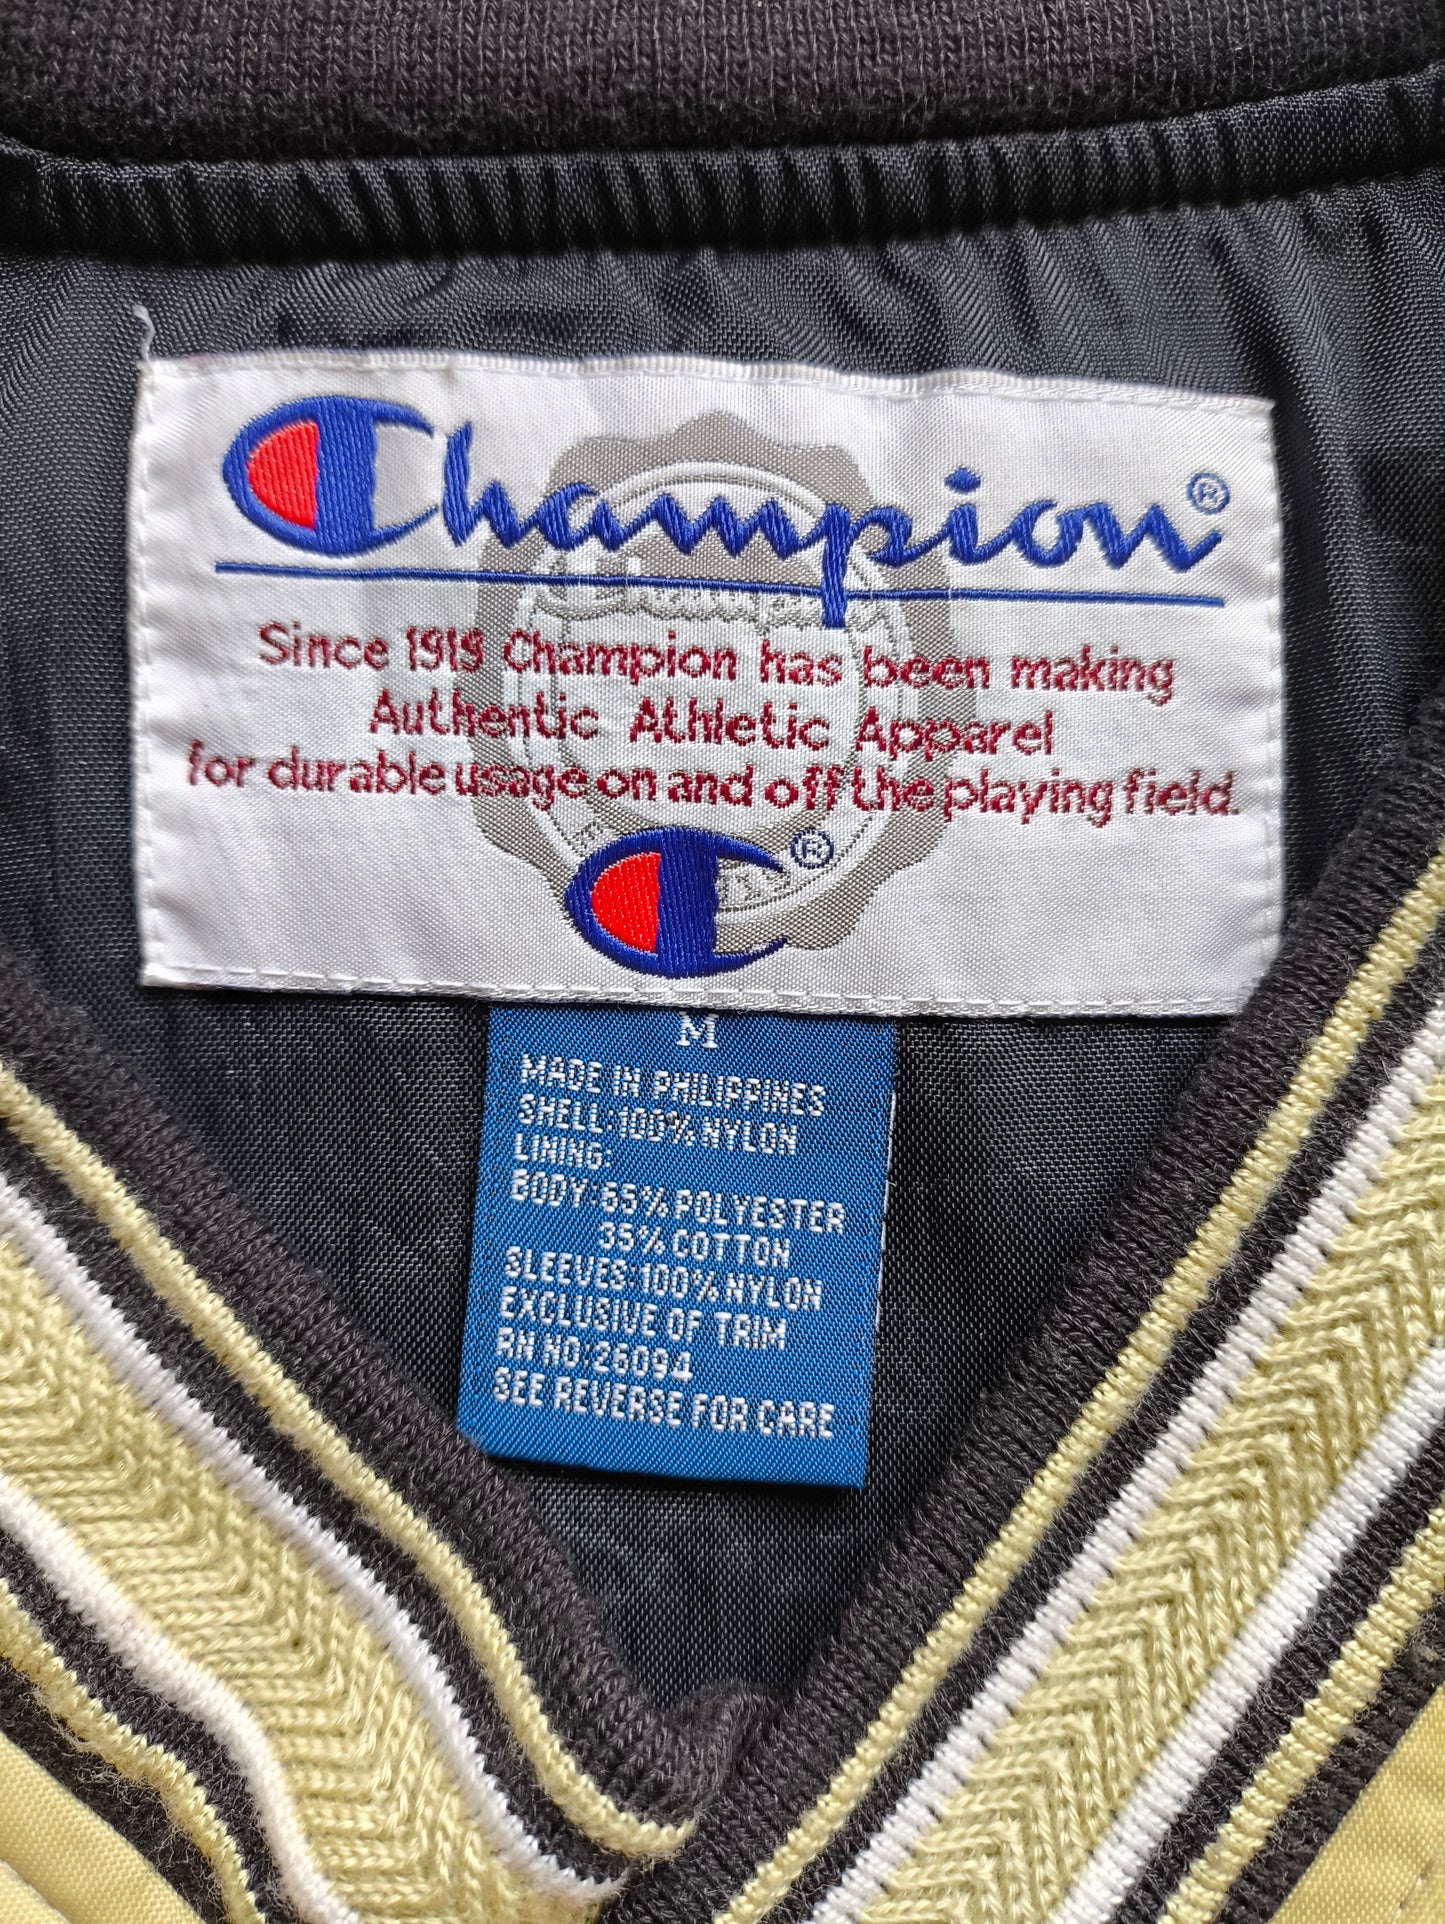 Champion®
Since 1919 Champion has been making
Authentic Athletic Apparel
for durable usage on and off the playing field.
®
M
MADE IN PHILIPPINES
SHELL:100% NYLON
LINING:
BODY:65% POLYESTER
35% COTTON
SLEEVES:100% NYLON
EXCLUSIVE OF TRIM
RN NO:26094
SEE REVERSE FOR CARE